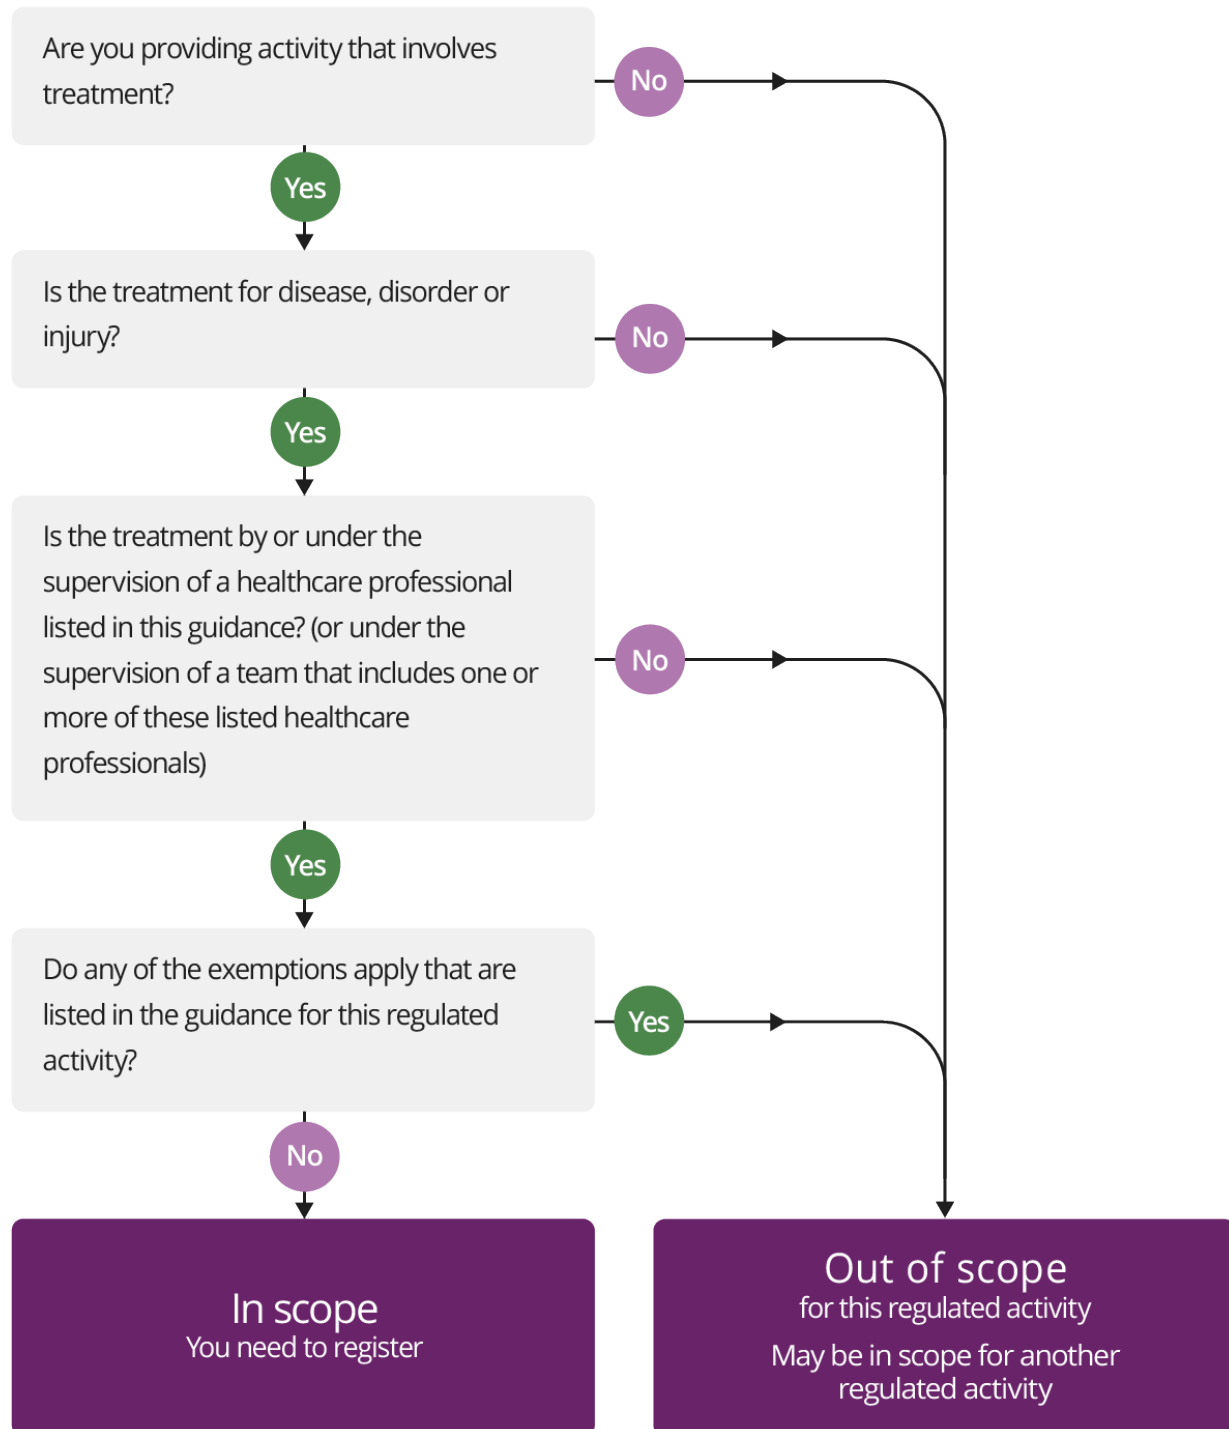 Are you providing activity that involves
treatment?
No
Yes
Is the treatment for disease, disorder or
injury?
No
Yes
Is the treatment by or under the
supervision of a healthcare professional
listed in this guidance? (or under the
supervision of a team that includes one or
more of these listed healthcare
professionals)
No
Yes
Do any of the exemptions apply that are
listed in the guidance for this regulated
activity?
Yes
No
In scope
You need to register
Out of scope
for this regulated activity
May be in scope for another
regulated activity